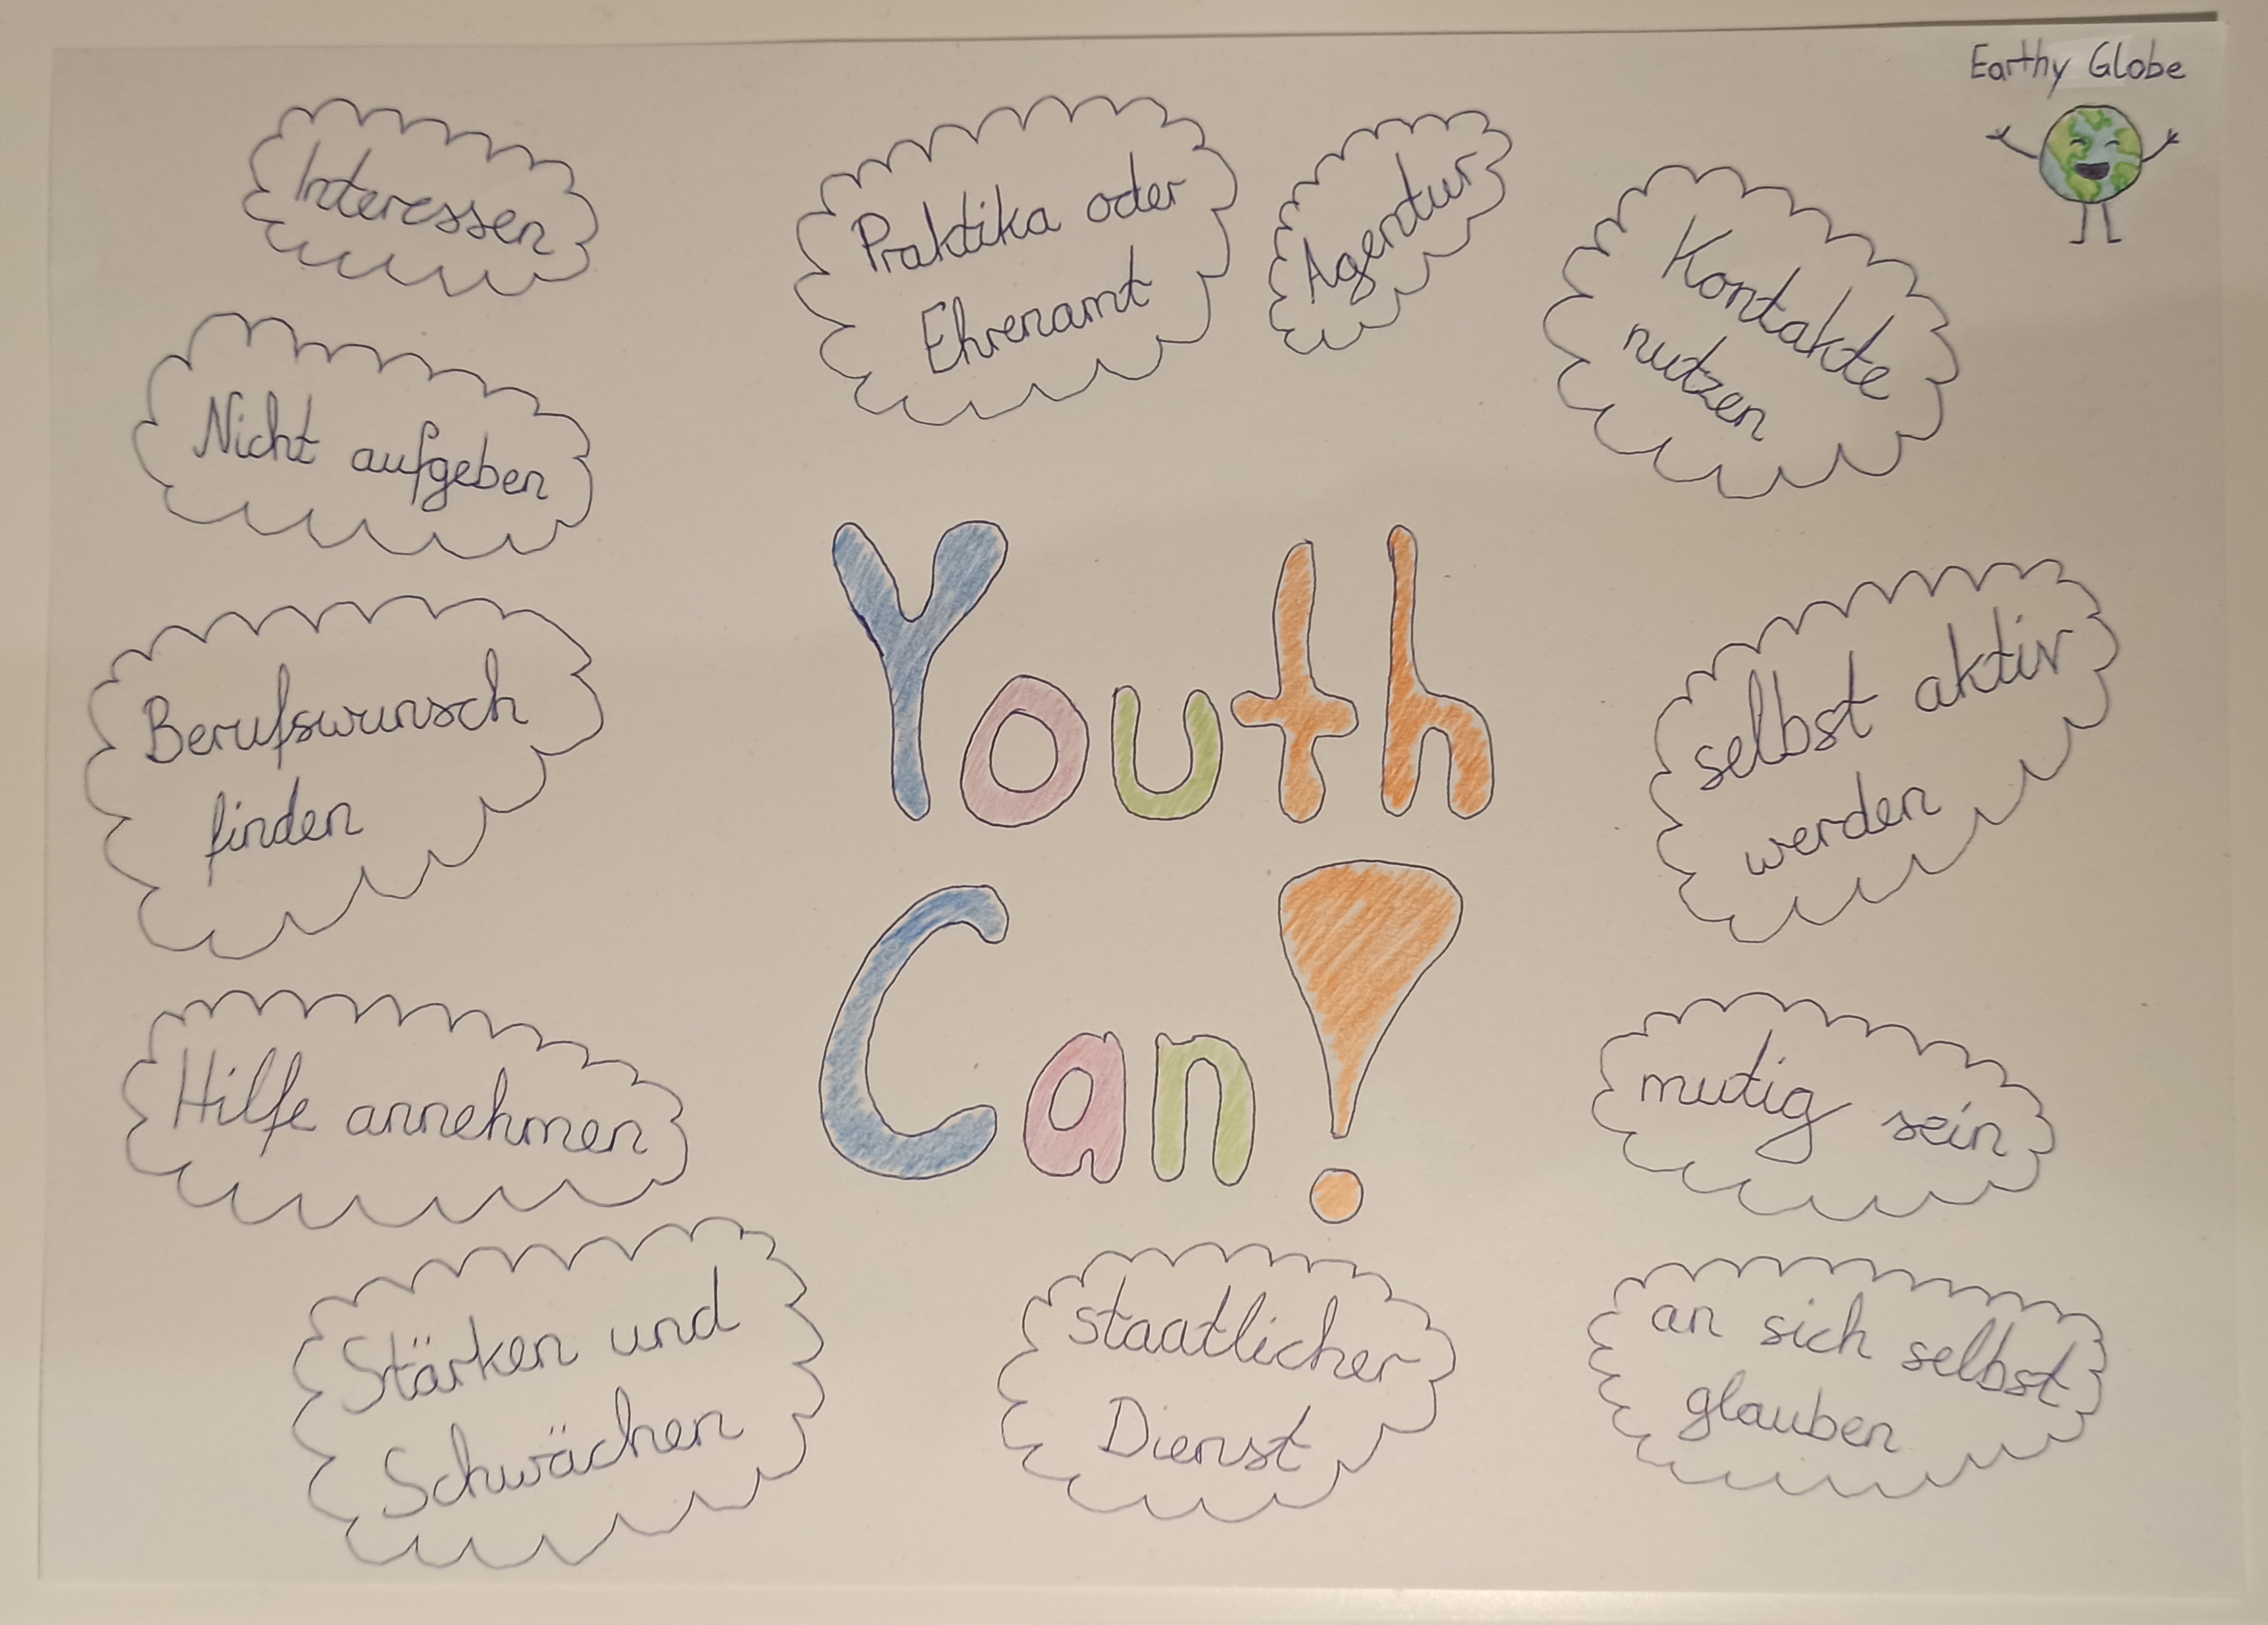 Earthy Globe
Interessen
Praktika oder
Ehrenamt
Agentur
Kontakte
nutzen
Nicht aufgeben
Youth
Can!
Berufswunsch
finden
selbst aktiv
werden
Hilfe annehmen
mutig sein
Stärken und
Schwächen
staatlicher
Dienst
an sich selbst
glauben